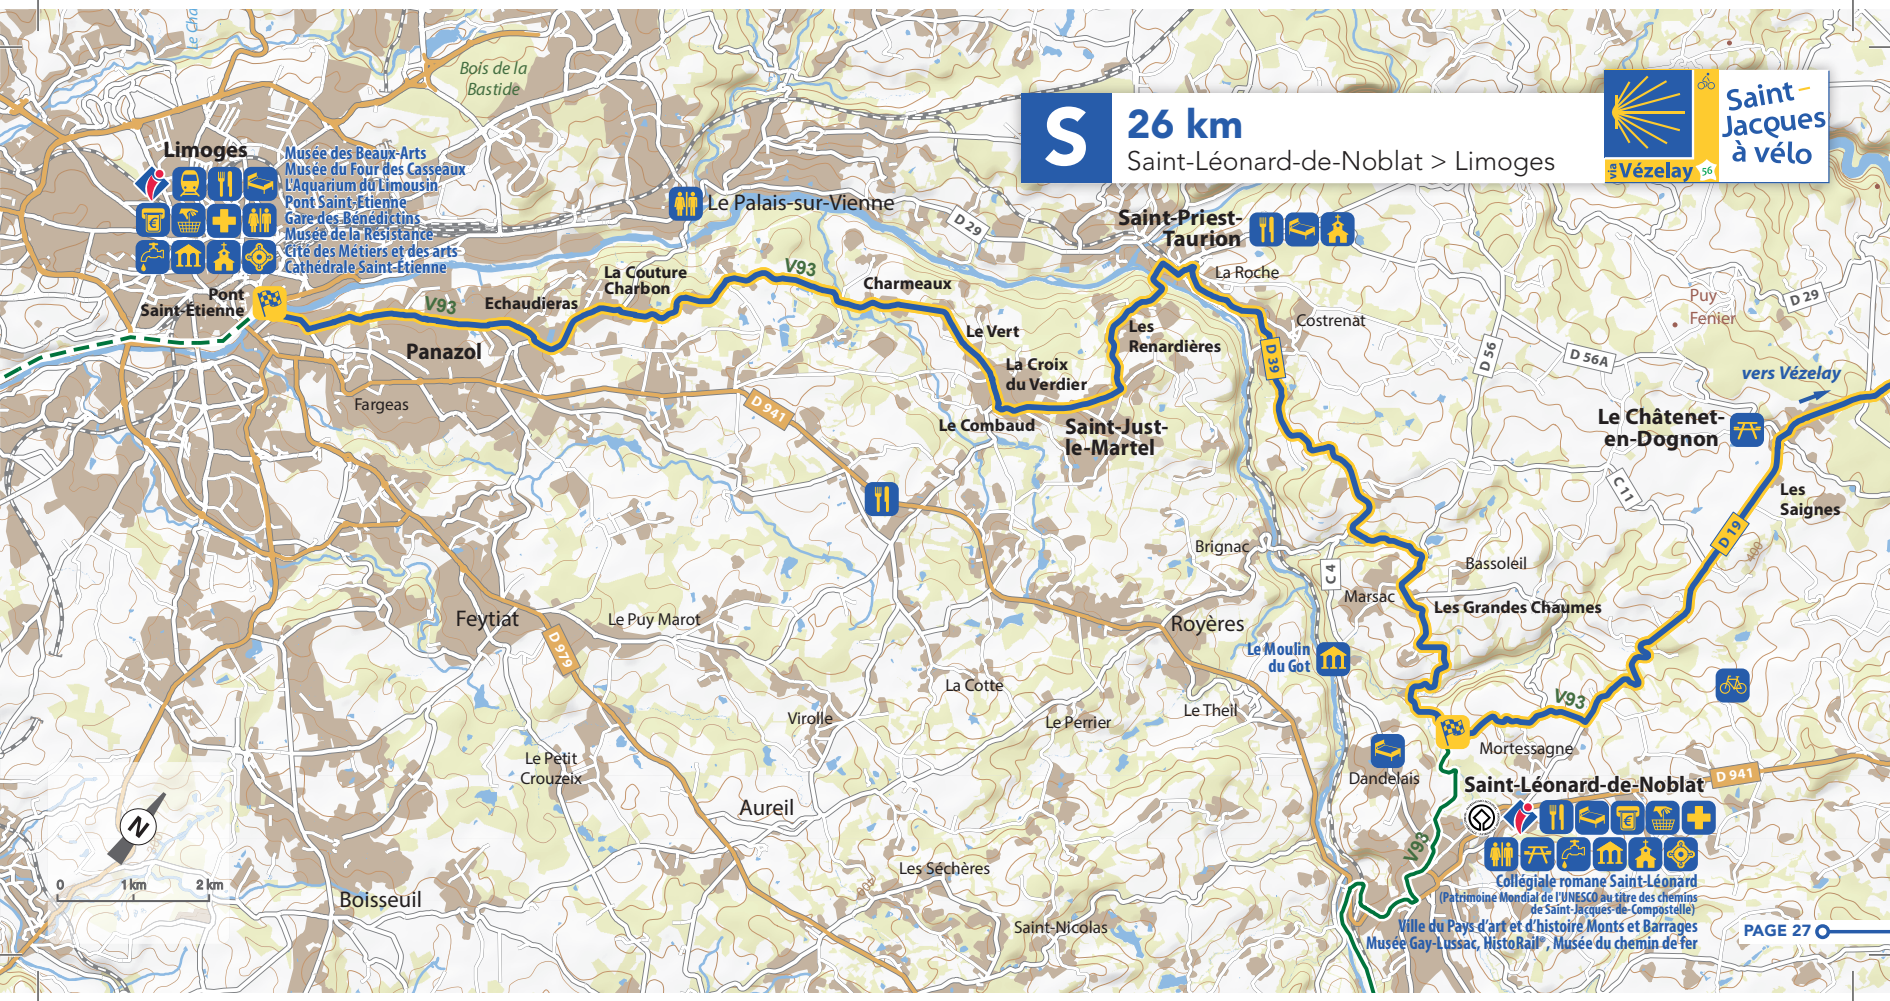 S
26 km
Saint-Léonard-de-Noblat > Limoges
Saint-
Jacques
à vélo
via
Vézelay
56
Bois de la
Bastide
Limoges
Musée des Beaux-Arts
Musée du Four des Casseaux
L'Aquarium du Limousin
Pont Saint-Etienne
Gare des Bénédictins
Musée de la Résistance
Cité des Métiers et des arts
Cathédrale Saint-Étienne
Pont
Saint-Étienne
Le Palais-sur-Vienne
D 29
Saint-Priest-
Taurion
La Roche
V93
Echaudieras
La Couture
Charbon
V93
Charmeaux
Le Vert
Les
Renardières
Costrenat
Puy
Fenier
D 29
Panazol
La Croix
du Verdier
D 39
D 56
D 56A
vers Vézelay
Fargeas
D 941
Le Combaud
Saint-Just-
le-Martel
Le Châtenet-
en-Dognon
C 11
Les
Saignes
D 19
400
Brignac
C 4
Bassoleil
Marsac
Les Grandes Chaumes
Feytiat
Le Puy Marot
D 979
Royères
Le Moulin
du Got
La Cotte
Virolle
Le Perrier
Le Theil
V93
Mortessagne
Le Petit
Crouzeix
Dandelais
D 941
Saint-Léonard-de-Noblat
Aureil
N
V93
Les Séchères
400
0
1 km
2 km
Boisseuil
Saint-Nicolas
Collégiale romane Saint-Léonard
(Patrimoine Mondial de l'UNESCO au titre des chemins
de Saint-Jacques-de-Compostelle)
Ville du Pays d'art et d'histoire Monts et Barrages
Musée Gay-Lussac, HistoRail®, Musée du chemin de fer
PAGE 27